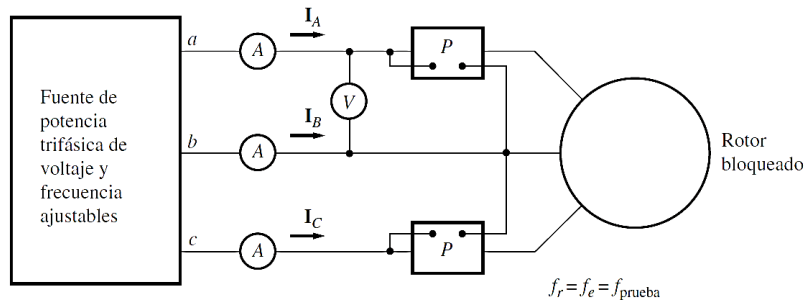 Fuente de
potencia
trifásica de
voltaje y
frecuencia
ajustables
a
A
I_A
P
V
b
A
I_B
Rotor
bloqueado
c
A
I_C
P
f_r = f_e = f_prueba